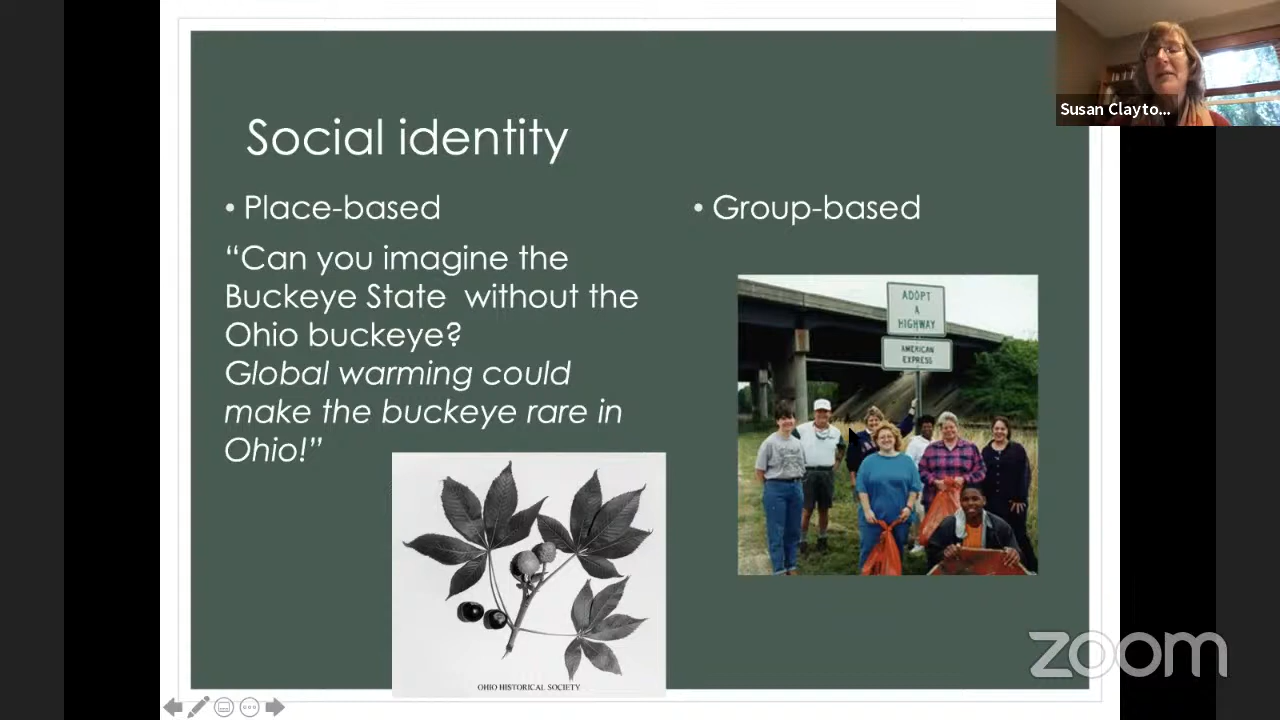 Social identity
• Place-based
“Can you imagine the
Buckeye State without the
Ohio buckeye?
Global warming could
make the buckeye rare in
Ohio!”
OHIO HISTORICAL SOCIETY
• Group-based
ADOPT
A
HIGHWAY
AMERICAN
EXPRESS
Susan Clayto...
zoom